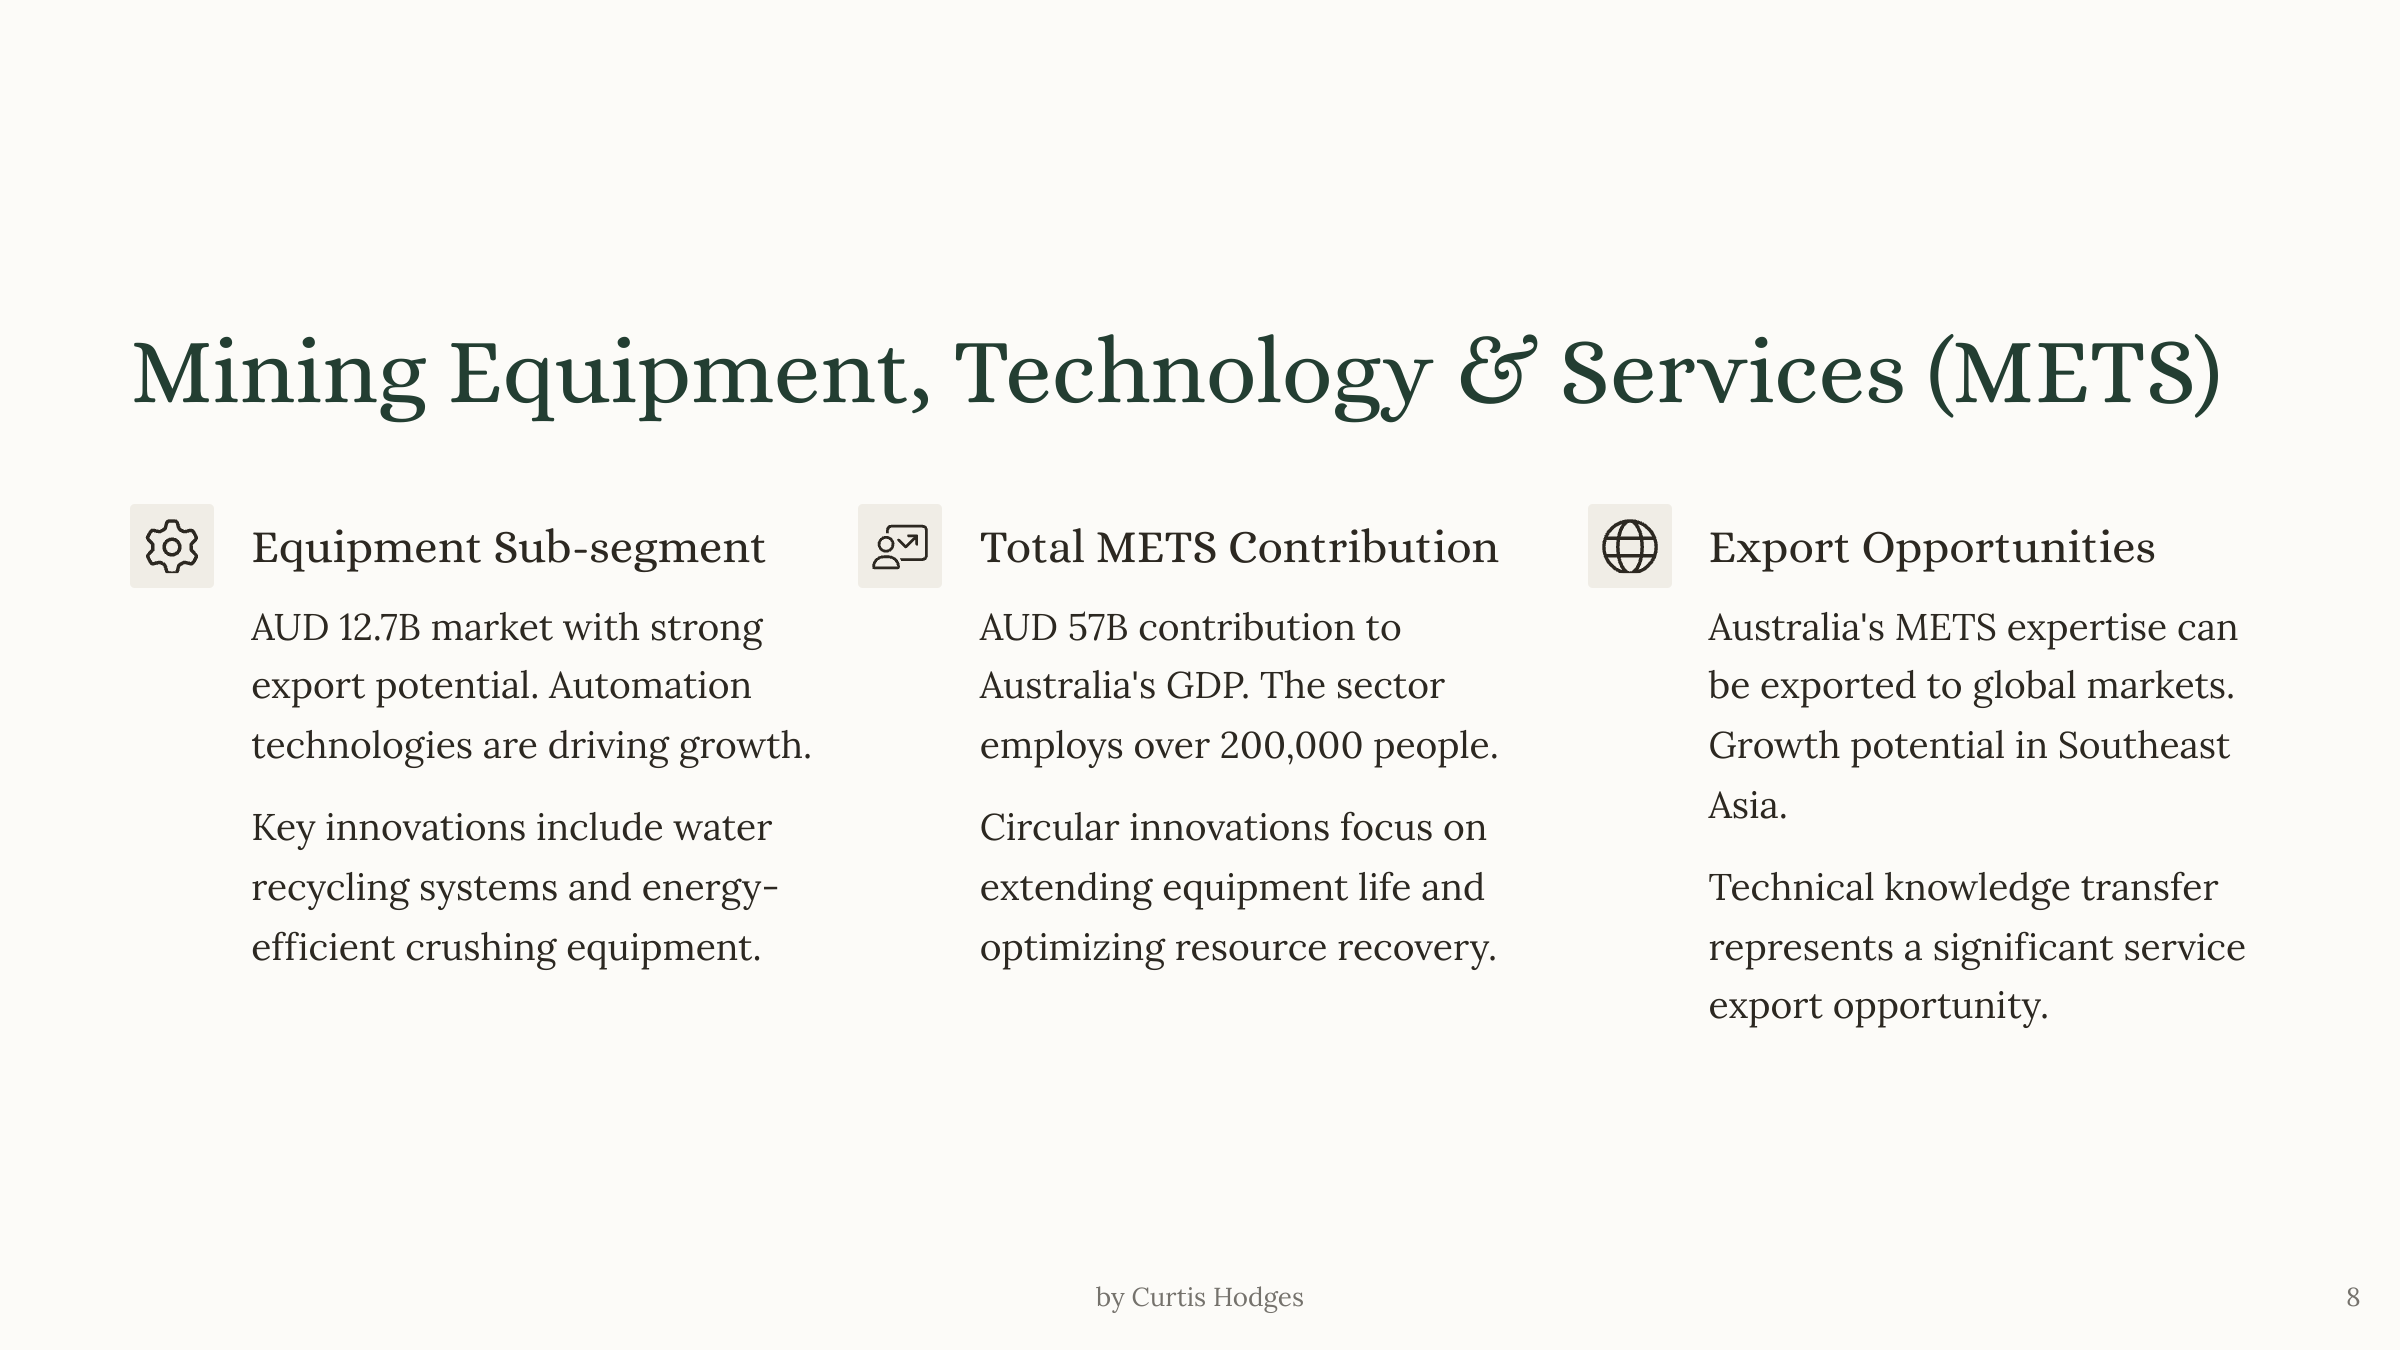 Mining Equipment, Technology & Services (METS)
Equipment Sub-segment
AUD 12.7B market with strong
export potential. Automation
technologies are driving growth.
Key innovations include water
recycling systems and energy-
efficient crushing equipment.
Total METS Contribution
AUD 57B contribution to
Australia's GDP. The sector
employs over 200,000 people.
Circular innovations focus on
extending equipment life and
optimizing resource recovery.
Export Opportunities
Australia's METS expertise can
be exported to global markets.
Growth potential in Southeast
Asia.
Technical knowledge transfer
represents a significant service
export opportunity.
by Curtis Hodges
8